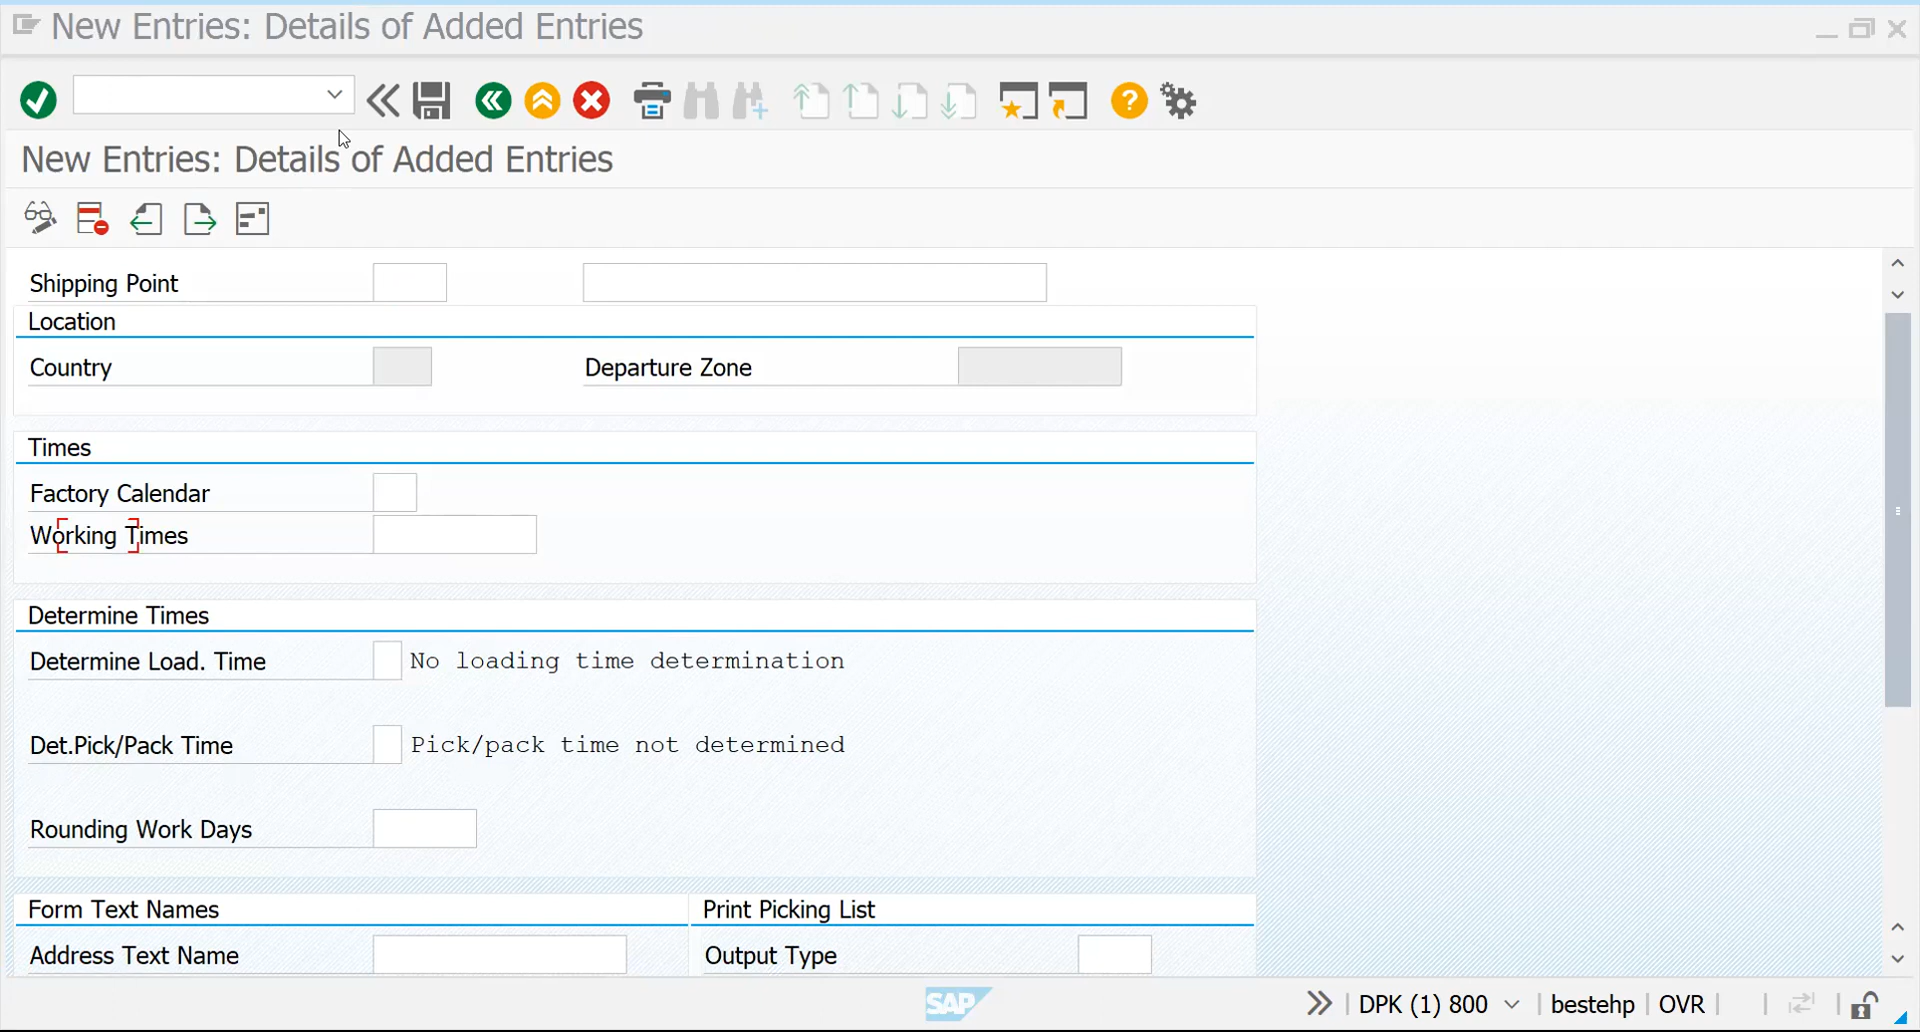 New Entries: Details of Added Entries
New Entries: Details of Added Entries
Shipping Point
Location
Country
Departure Zone
Times
Factory Calendar
Working Times
Determine Times
Determine Load. Time No loading time determination
Det.Pick/Pack Time Pick/pack time not determined
Rounding Work Days
Form Text Names
Print Picking List
Address Text Name
Output Type
SAP
DPK (1) 800 bestehp OVR